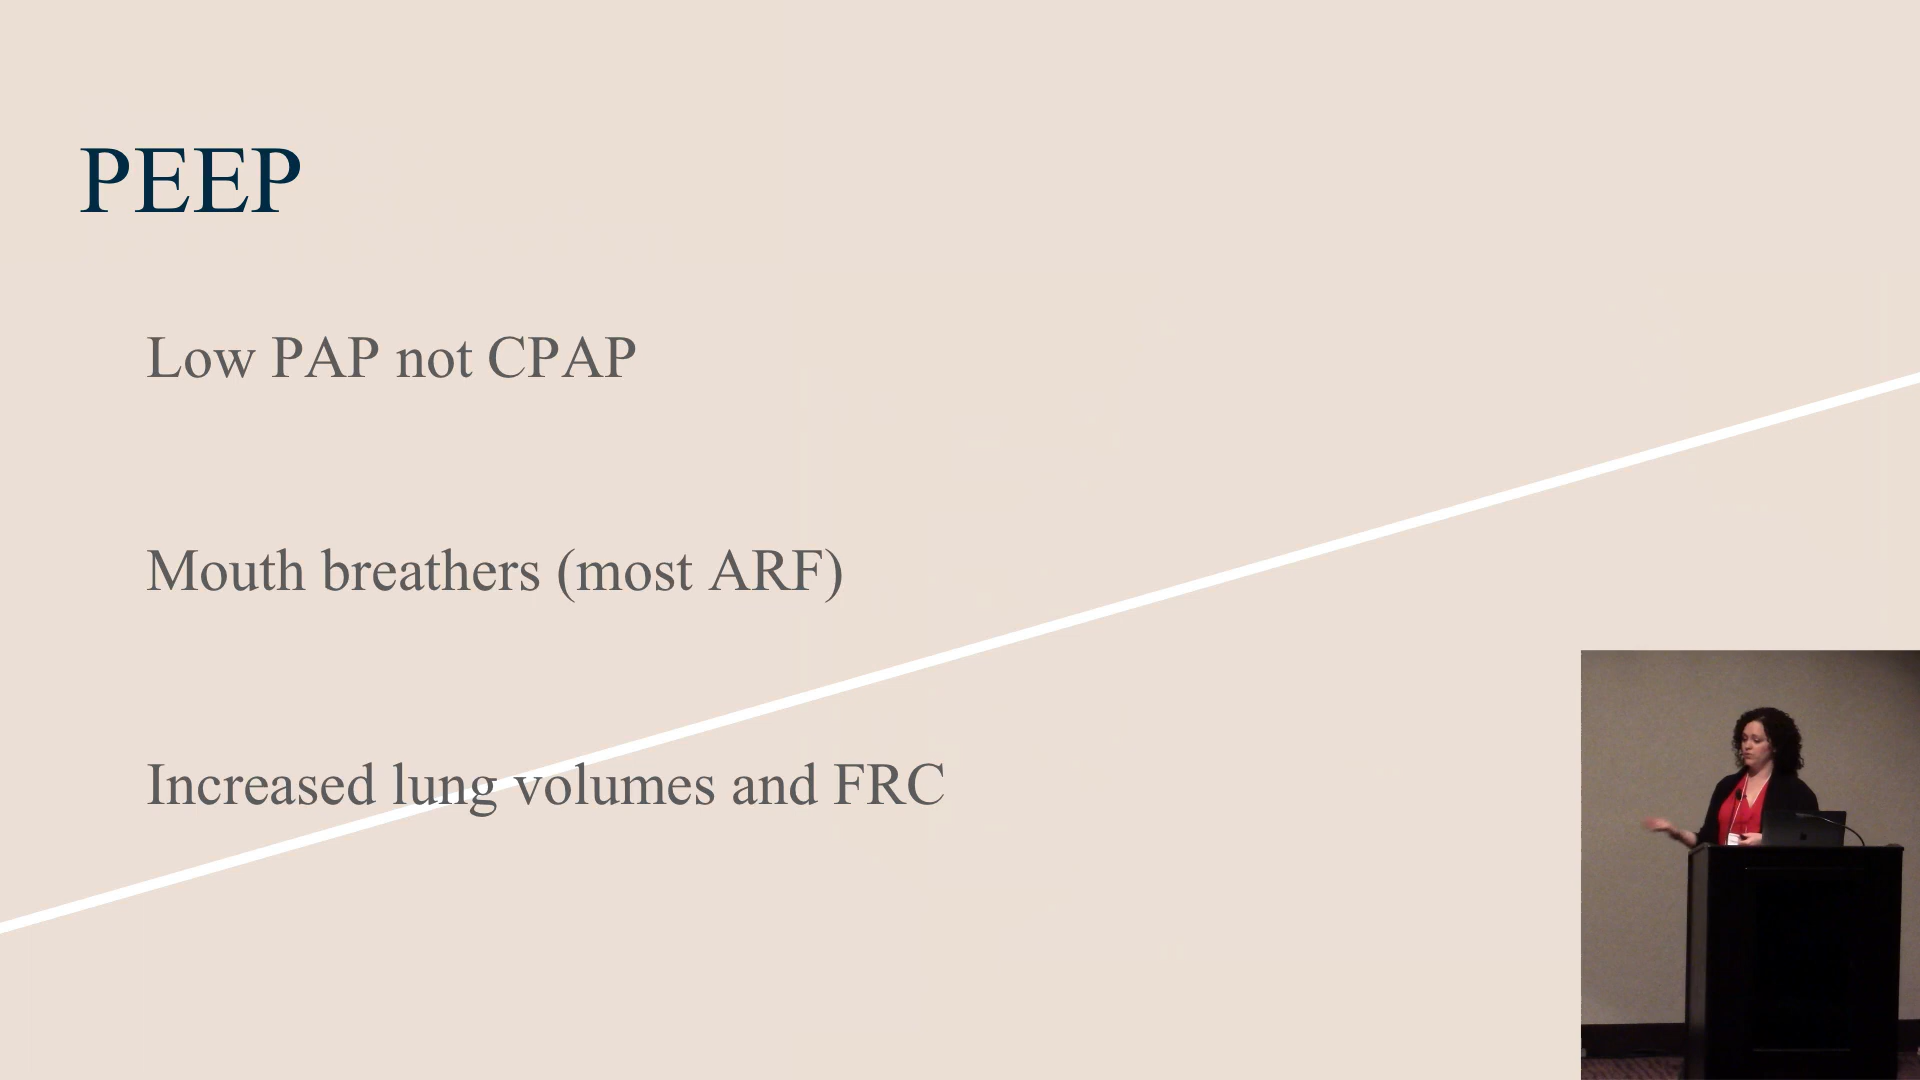 PEEP
Low PAP not CPAP
Mouth breathers (most ARF)
Increased lung volumes and FRC